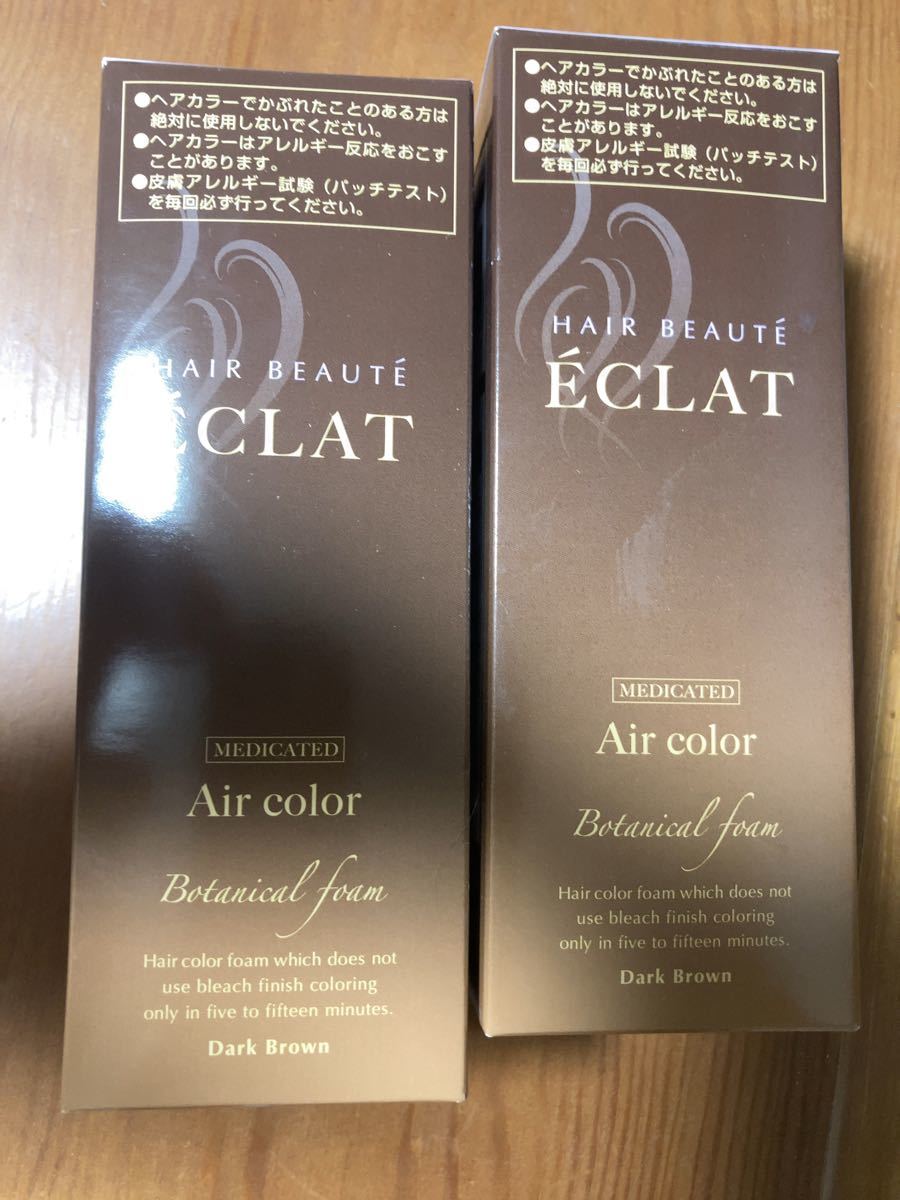 ●ヘアカラーでかぶれたことのある方は
絶対に使用しないでください。
●ヘアカラーはアレルギー反応をおこす
ことがあります。
●皮膚アレルギー試験（パッチテスト）
を毎回必ず行ってください。
HAIR BEAUTÉ
ÉCLAT
MEDICATED
Air color
Botanical foam
Hair color foam which does not
use bleach finish coloring
only in five to fifteen minutes.
Dark Brown
●ヘアカラーでかぶれたことのある方は
絶対に使用しないでください。
●ヘアカラーはアレルギー反応をおこす
ことがあります。
●皮膚アレルギー試験（パッチテスト）
を毎回必ず行ってください。
HAIR BEAUTÉ
ÉCLAT
MEDICATED
Air color
Botanical foam
Hair color foam which does not
use bleach finish coloring
only in five to fifteen minutes.
Dark Brown